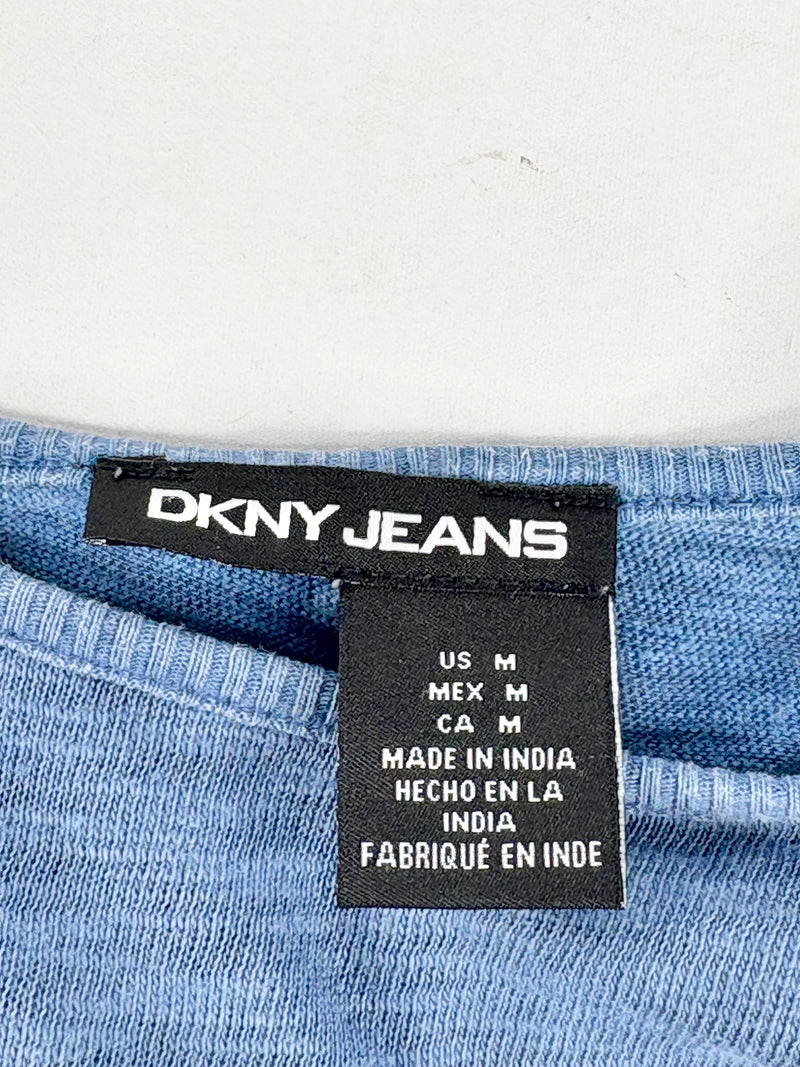 DKNY JEANS
US M
MEX M
CA M
MADE IN INDIA
HECHO EN LA
INDIA
FABRIQUÉ EN INDE